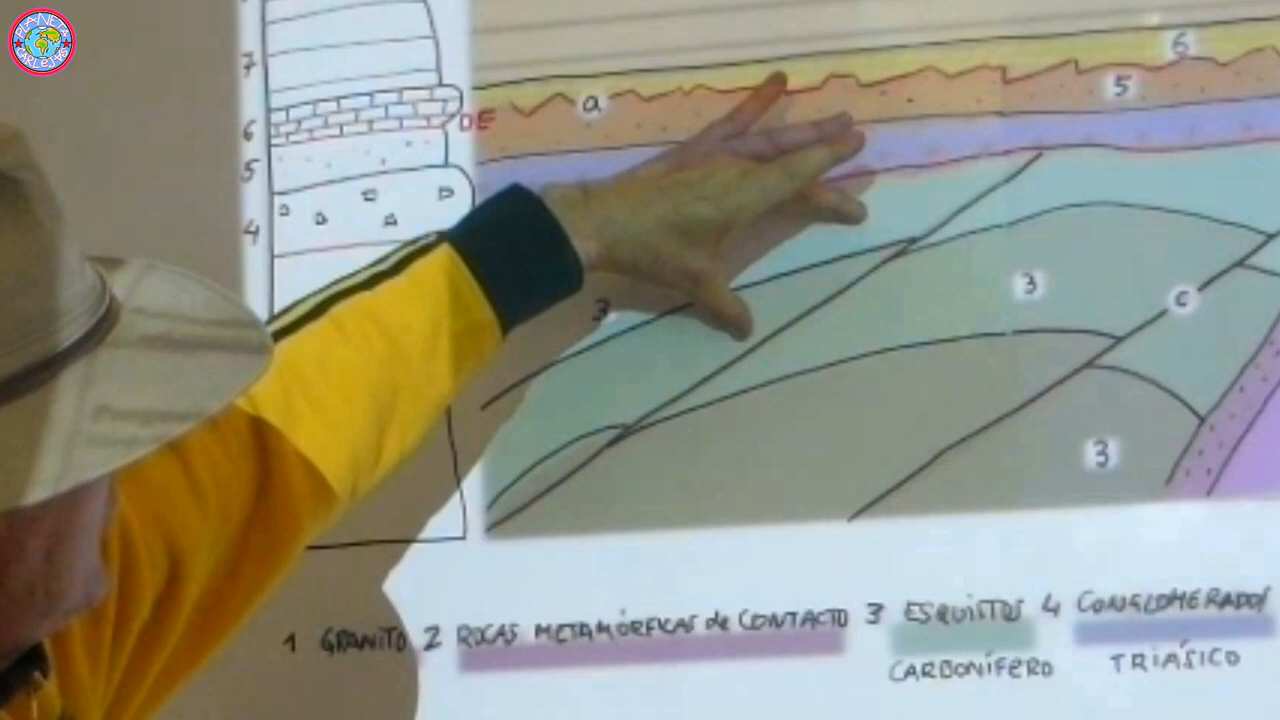 PLANETA
CARLEJAS
7
6
5
4
DE
a
6
5
3
3
c
3
1 GRANITO 2 ROCAS METAMÓRFICAS de CONTACTO 3 ESQUISTOS 4 CONGLOMERADOS
CARBONÍFERO TRIÁSICO